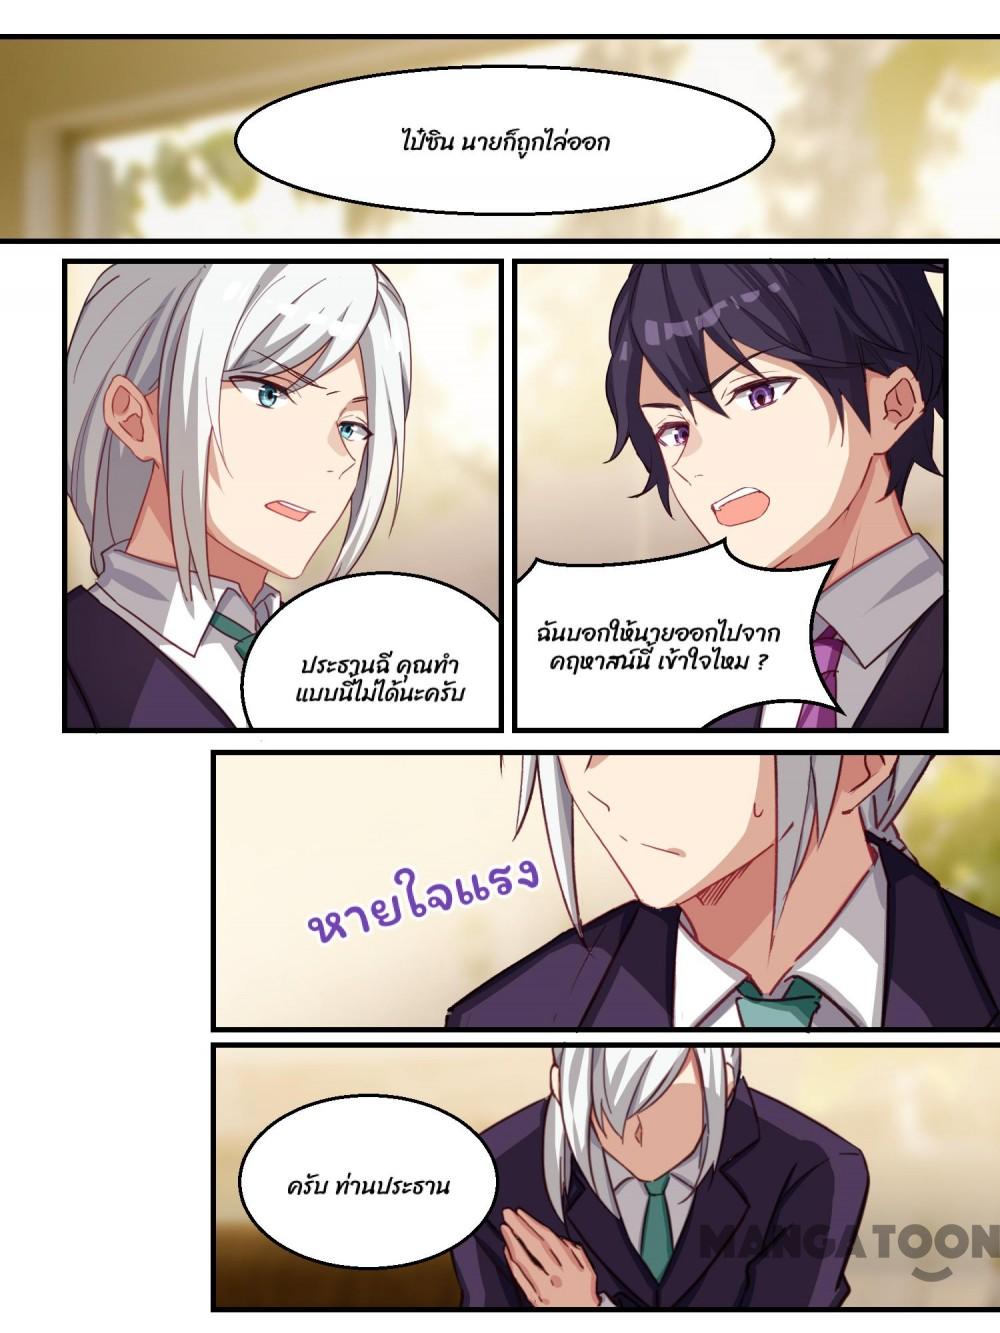 ไป๋ซิน นายก็ถูกไล่ออก
ประธานฉี คุณทำ
แบบนี้ไม่ได้นะครับ
ฉันบอกให้นายออกไปจาก
คฤหาสน์นี้ เข้าใจไหม ?
หายใจแรง
ครับ ท่านประธาน
MANGATOON